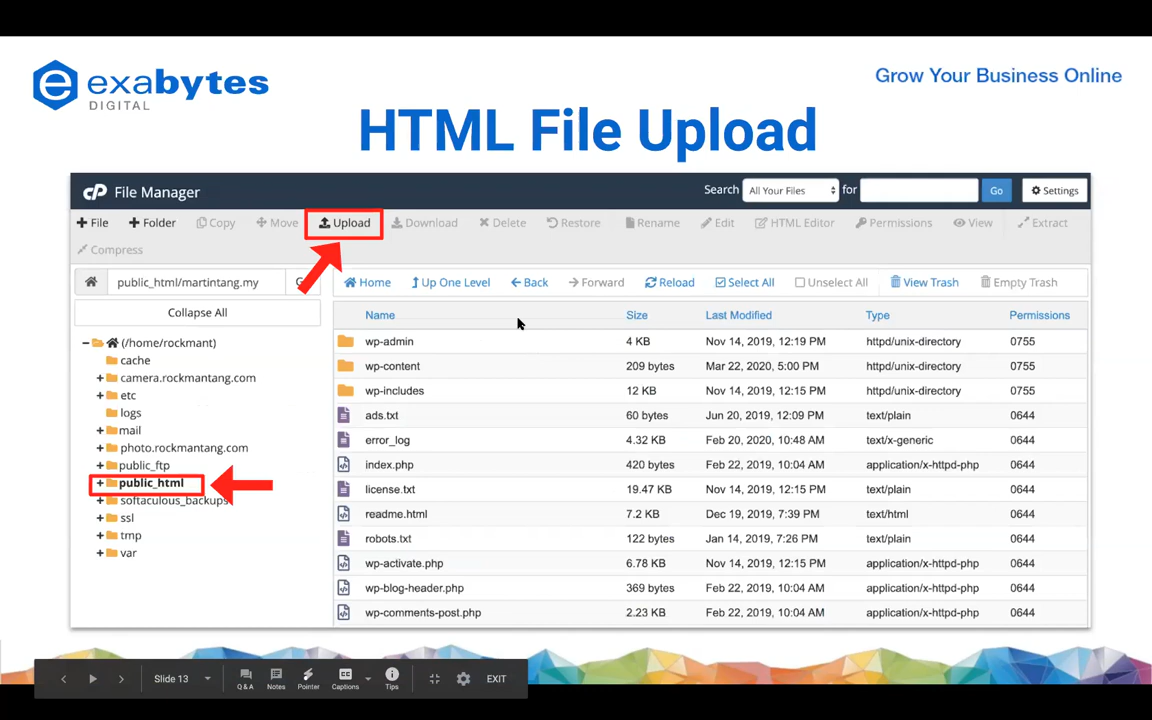 exabytes
DIGITAL
Grow Your Business Online
HTML File Upload
cP File Manager
Search All Your Files for Go Settings
File Folder Copy Move Upload Download Delete Restore Rename Edit HTML Editor Permissions View Extract
Compress
public_html/martintang.my
Home Up One Level Back Forward Reload Select All Unselect All View Trash Empty Trash
Collapse All
(/home/rockmant)
cache
camera.rockmantang.com
etc
logs
mail
photo.rockmantang.com
public_ftp
public_html
softaculous_backups
ssl
tmp
var
Name Size Last Modified Type Permissions
wp-admin 4 KB Nov 14, 2019, 12:19 PM httpd/unix-directory 0755
wp-content 209 bytes Mar 22, 2020, 5:00 PM httpd/unix-directory 0755
wp-includes 12 KB Nov 14, 2019, 12:15 PM httpd/unix-directory 0755
ads.txt 60 bytes Jun 20, 2019, 12:09 PM text/plain 0644
error_log 4.32 KB Feb 20, 2020, 10:48 AM text/x-generic 0644
index.php 420 bytes Feb 22, 2019, 10:04 AM application/x-httpd-php 0644
license.txt 19.47 KB Nov 14, 2019, 12:15 PM text/plain 0644
readme.html 7.2 KB Dec 19, 2019, 7:39 PM text/html 0644
robots.txt 122 bytes Jan 14, 2019, 7:26 PM text/plain 0644
wp-activate.php 6.78 KB Nov 14, 2019, 12:15 PM application/x-httpd-php 0644
wp-blog-header.php 369 bytes Feb 22, 2019, 10:04 AM application/x-httpd-php 0644
wp-comments-post.php 2.23 KB Feb 22, 2019, 10:04 AM application/x-httpd-php 0644
Slide 13 Q&A Notes Pointer Captions Tips EXIT